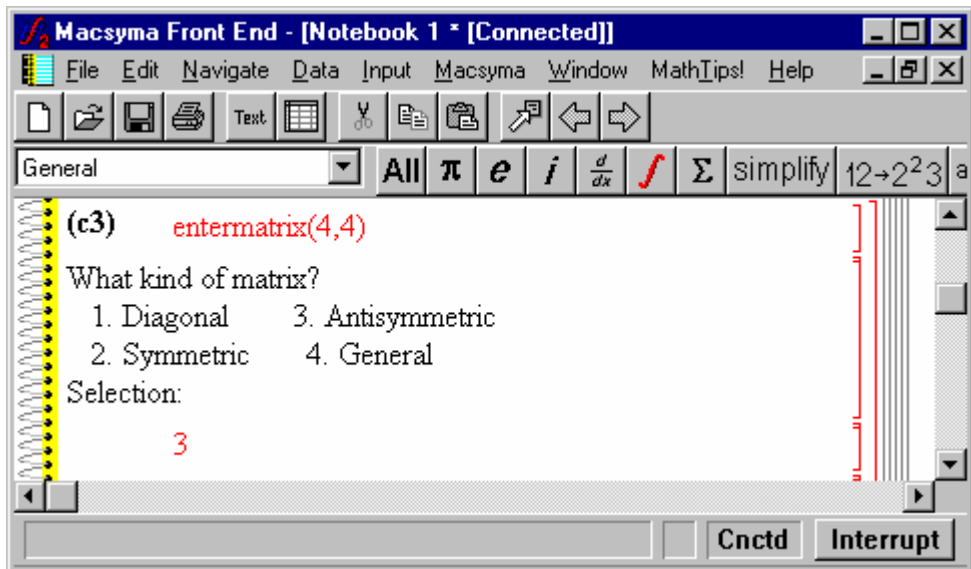 Macsyma Front End - [Notebook 1 * [Connected]]
File Edit Navigate Data Input Macsyma Window MathTips! Help
Text
General All π e i d/dx ∫ Σ simplify 12→2²3 a
(c3) entermatrix(4,4)
What kind of matrix?
1. Diagonal 3. Antisymmetric
2. Symmetric 4. General
Selection:
3
Cnctd Interrupt